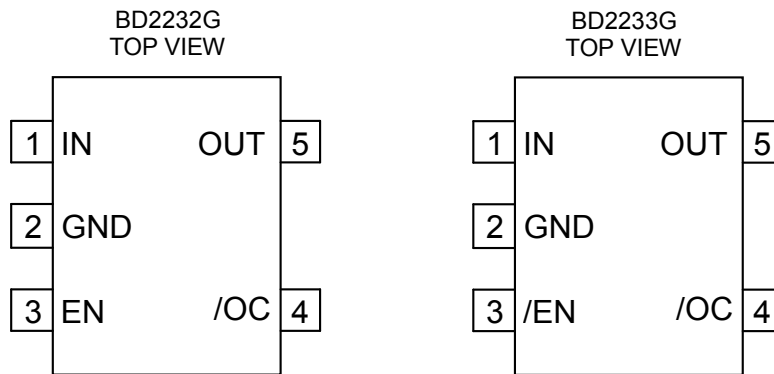 BD2232G
TOP VIEW
1 IN OUT 5
2 GND
3 EN /OC 4
BD2233G
TOP VIEW
1 IN OUT 5
2 GND
3 /EN /OC 4